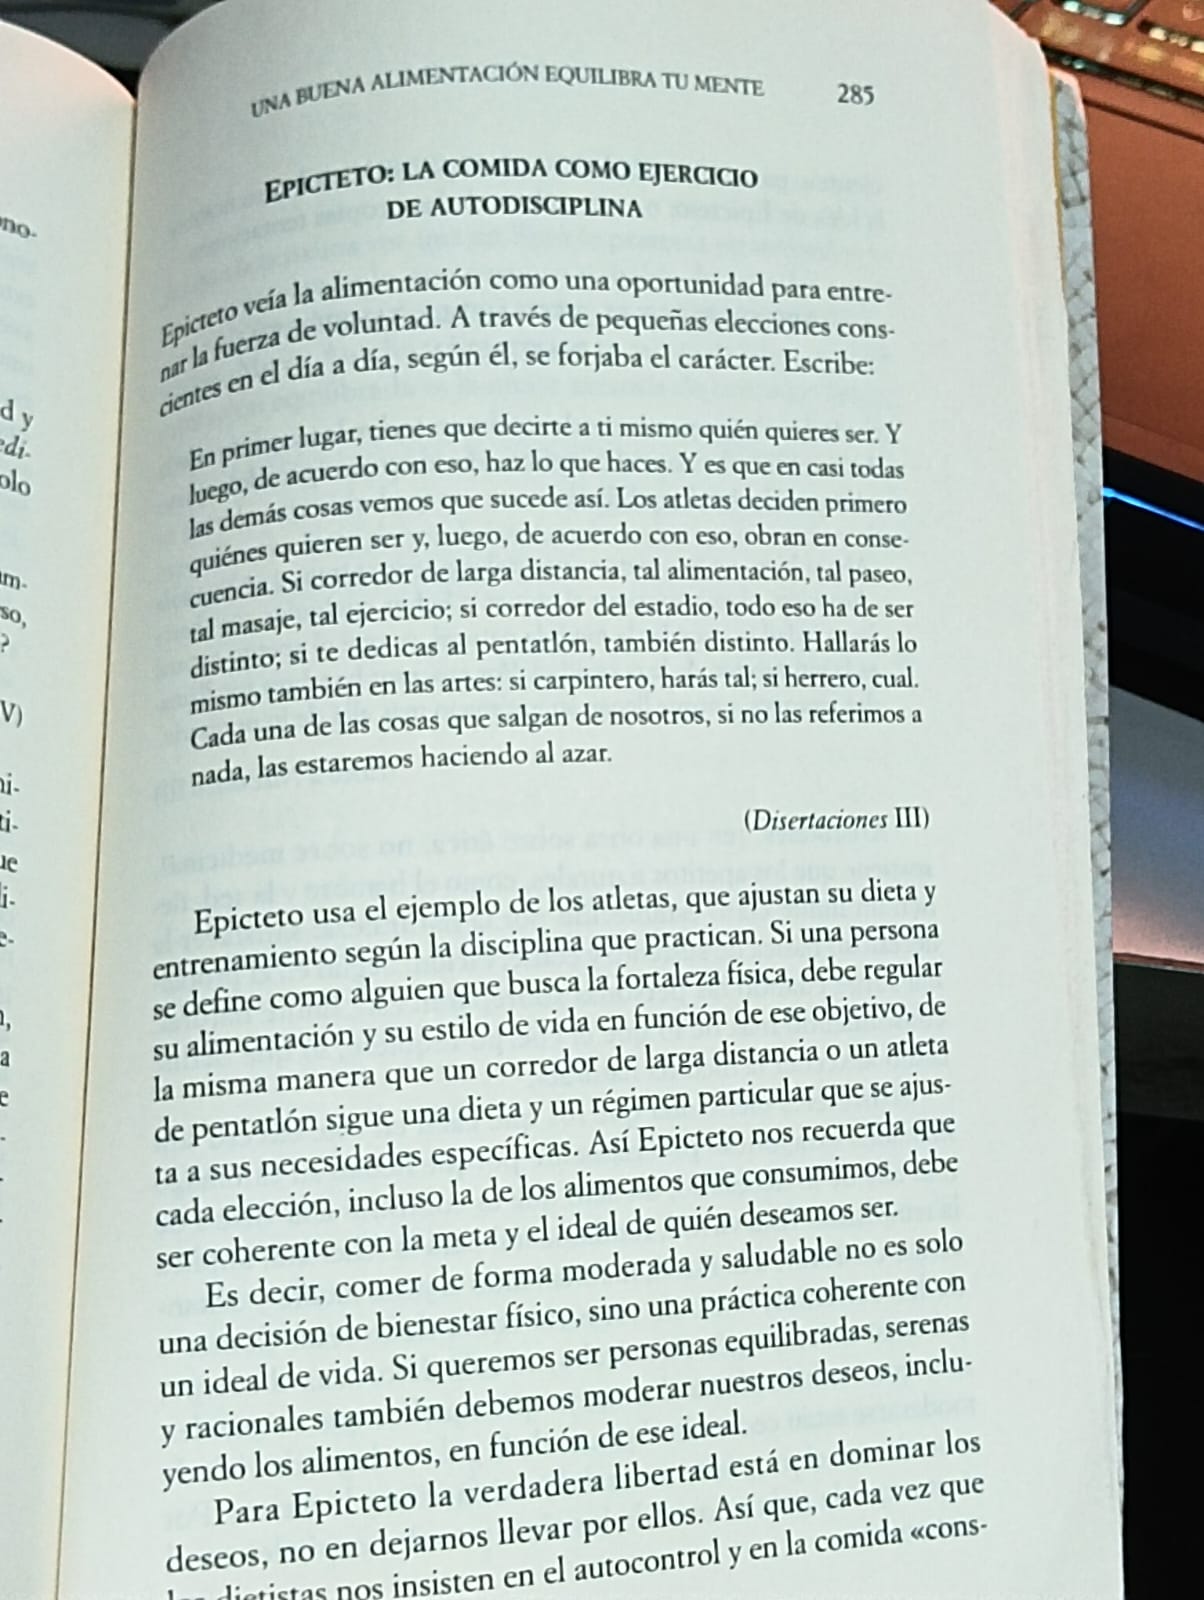 UNA BUENA ALIMENTACIÓN EQUILIBRA TU MENTE 285
EPICTETO: LA COMIDA COMO EJERCICIO
DE AUTODISCIPLINA
Epicteto veía la alimentación como una oportunidad para entre-
nar la fuerza de voluntad. A través de pequeñas elecciones cons-
cientes en el día a día, según él, se forjaba el carácter. Escribe:
En primer lugar, tienes que decirte a ti mismo quién quieres ser. Y
luego, de acuerdo con eso, haz lo que haces. Y es que en casi todas
las demás cosas vemos que sucede así. Los atletas deciden primero
quiénes quieren ser y, luego, de acuerdo con eso, obran en conse-
cuencia. Si corredor de larga distancia, tal alimentación, tal paseo,
tal masaje, tal ejercicio; si corredor del estadio, todo eso ha de ser
distinto; si te dedicas al pentatlón, también distinto. Hallarás lo
mismo también en las artes: si carpintero, harás tal; si herrero, cual.
Cada una de las cosas que salgan de nosotros, si no las referimos a
nada, las estaremos haciendo al azar.
(Disertaciones III)
Epicteto usa el ejemplo de los atletas, que ajustan su dieta y
entrenamiento según la disciplina que practican. Si una persona
se define como alguien que busca la fortaleza física, debe regular
su alimentación y su estilo de vida en función de ese objetivo, de
la misma manera que un corredor de larga distancia o un atleta
de pentatlón sigue una dieta y un régimen particular que se ajus-
ta a sus necesidades específicas. Así Epicteto nos recuerda que
cada elección, incluso la de los alimentos que consumimos, debe
ser coherente con la meta y el ideal de quién deseamos ser.
Es decir, comer de forma moderada y saludable no es solo
una decisión de bienestar físico, sino una práctica coherente con
un ideal de vida. Si queremos ser personas equilibradas, serenas
y racionales también debemos moderar nuestros deseos, inclu-
yendo los alimentos, en función de ese ideal.
Para Epicteto la verdadera libertad está en dominar los
deseos, no en dejarnos llevar por ellos. Así que, cada vez que
dietistas nos insisten en el autocontrol y en la comida «cons-